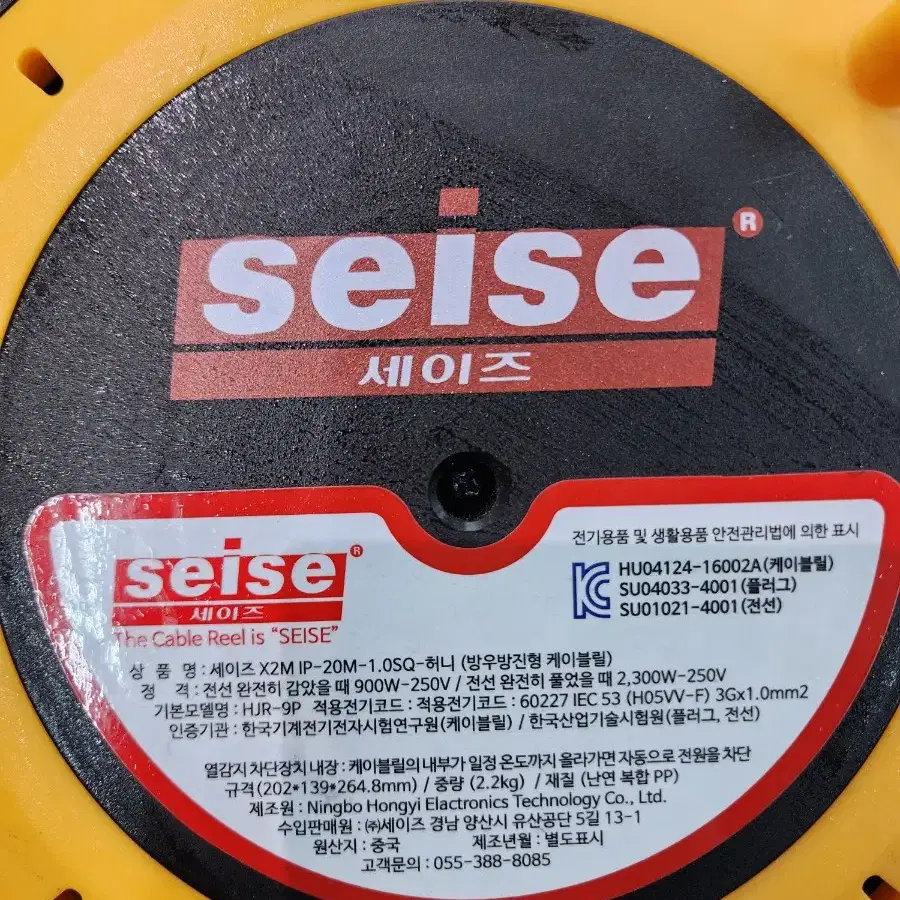 seise ®
세이즈
전기용품 및 생활용품 안전관리법에 의한 표시
seise ®
세이즈
The Cable Reel is “SEISE”
KC
HU04124-16002A(케이블릴)
SU04033-4001(플러그)
SU01021-4001(전선)
상 품 명 : 세이즈 X2M IP-20M-1.0SQ-허니 (방우방진형 케이블릴)
정 격 : 전선 완전히 감았을 때 900W-250V / 전선 완전히 풀었을 때 2,300W-250V
기본모델명 : HJR-9P 적용전기코드 : 적용전기코드 : 60227 IEC 53 (H05VV-F) 3Gx1.0mm2
인증기관 : 한국기계전기전자시험연구원(케이블릴) / 한국산업기술시험원(플러그, 전선)
열감지 차단장치 내장 : 케이블릴의 내부가 일정 온도까지 올라가면 자동으로 전원을 차단
규격(202*139*264.8mm) / 중량 (2.2kg) / 재질 (난연 복합 PP)
제조원 : Ningbo Hongyi Elactronics Technology Co., Ltd.
수입판매원 : ㈜세이즈 경남 양산시 유산공단 5길 13-1
원산지 : 중국 제조년월 : 별도표시
고객문의 : 055-388-8085